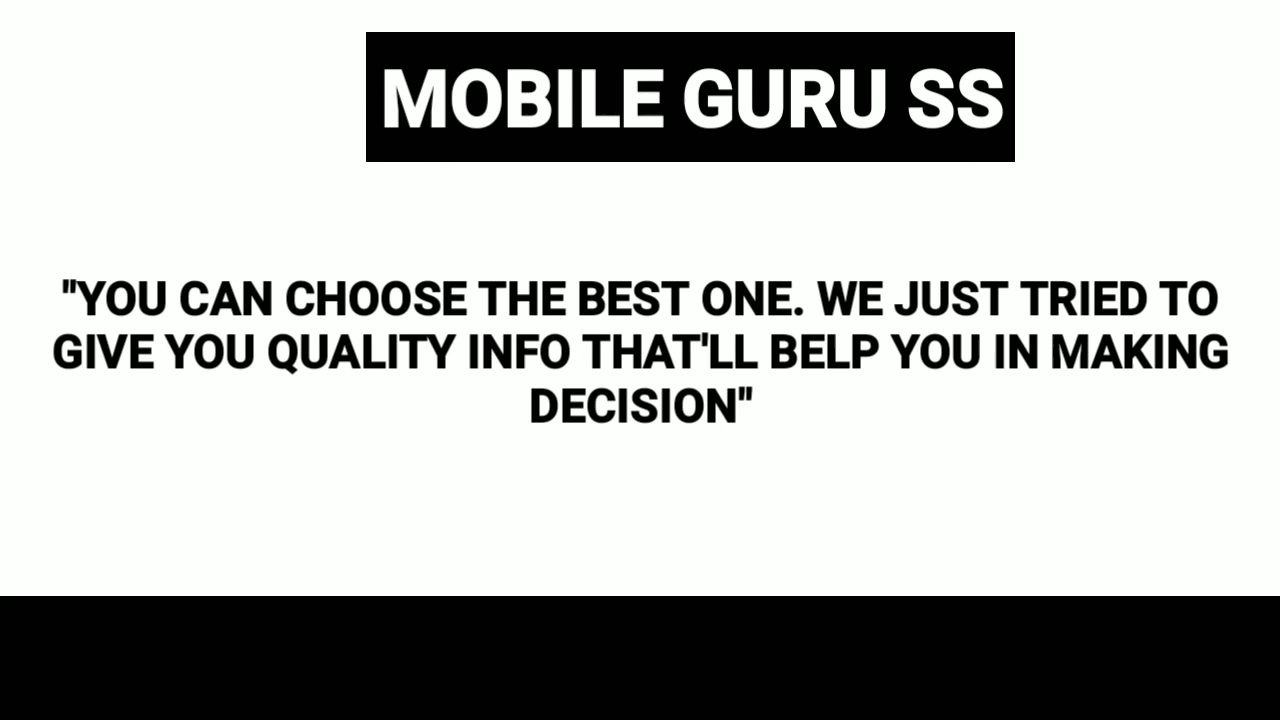 MOBILE GURU SS
"YOU CAN CHOOSE THE BEST ONE. WE JUST TRIED TO
GIVE YOU QUALITY INFO THAT'LL BELP YOU IN MAKING
DECISION"